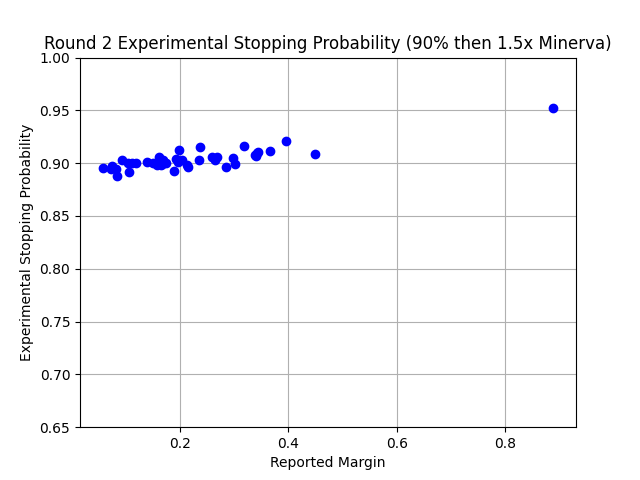 Round 2 Experimental Stopping Probability (90% then 1.5x Minerva)
1.00
0.95
0.90
0.85
0.80
0.75
0.70
0.65
Experimental Stopping Probability
0.2 0.4 0.6 0.8
Reported Margin